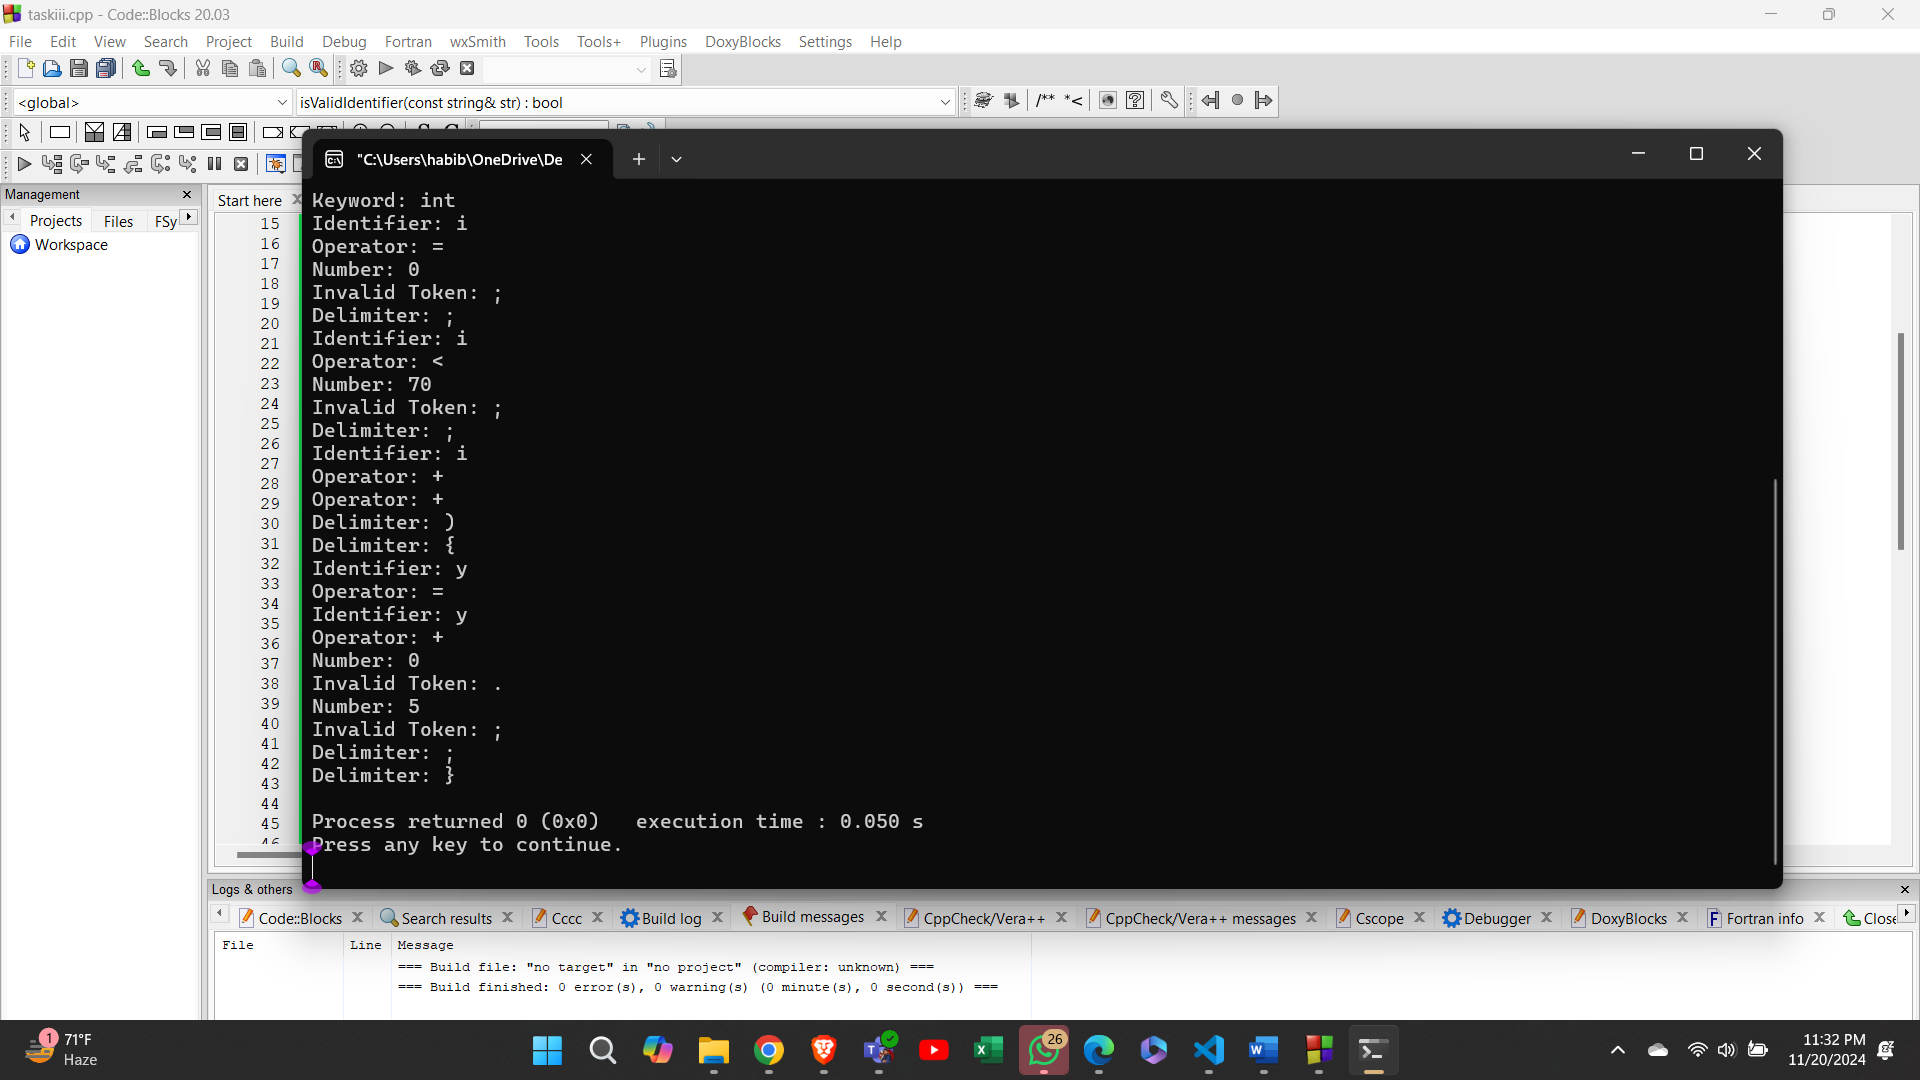 taskiii.cpp - Code::Blocks 20.03
File Edit View Search Project Build Debug Fortran wxSmith Tools Tools+ Plugins DoxyBlocks Settings Help
<global> isValidIdentifier(const string& str) : bool
/** *<
"C:\Users\habib\OneDrive\De
Management
Start here
Projects Files FSy
Workspace
15
16
17
18
19
20
21
22
23
24
25
26
27
28
29
30
31
32
33
34
35
36
37
38
39
40
41
42
43
44
45
46
Keyword: int
Identifier: i
Operator: =
Number: 0
Invalid Token: ;
Delimiter: ;
Identifier: i
Operator: <
Number: 70
Invalid Token: ;
Delimiter: ;
Identifier: i
Operator: +
Operator: +
Delimiter: )
Delimiter: {
Identifier: y
Operator: =
Identifier: y
Operator: +
Number: 0
Invalid Token: .
Number: 5
Invalid Token: ;
Delimiter: ;
Delimiter: }
Process returned 0 (0x0)   execution time : 0.050 s
Press any key to continue.
Logs & others
Code::Blocks Search results Cccc Build log Build messages CppCheck/Vera++ CppCheck/Vera++ messages Cscope Debugger DoxyBlocks Fortran info Close
File Line Message
=== Build file: "no target" in "no project" (compiler: unknown) ===
=== Build finished: 0 error(s), 0 warning(s) (0 minute(s), 0 second(s)) ===
1
71°F
Haze
26
11:32 PM
11/20/2024